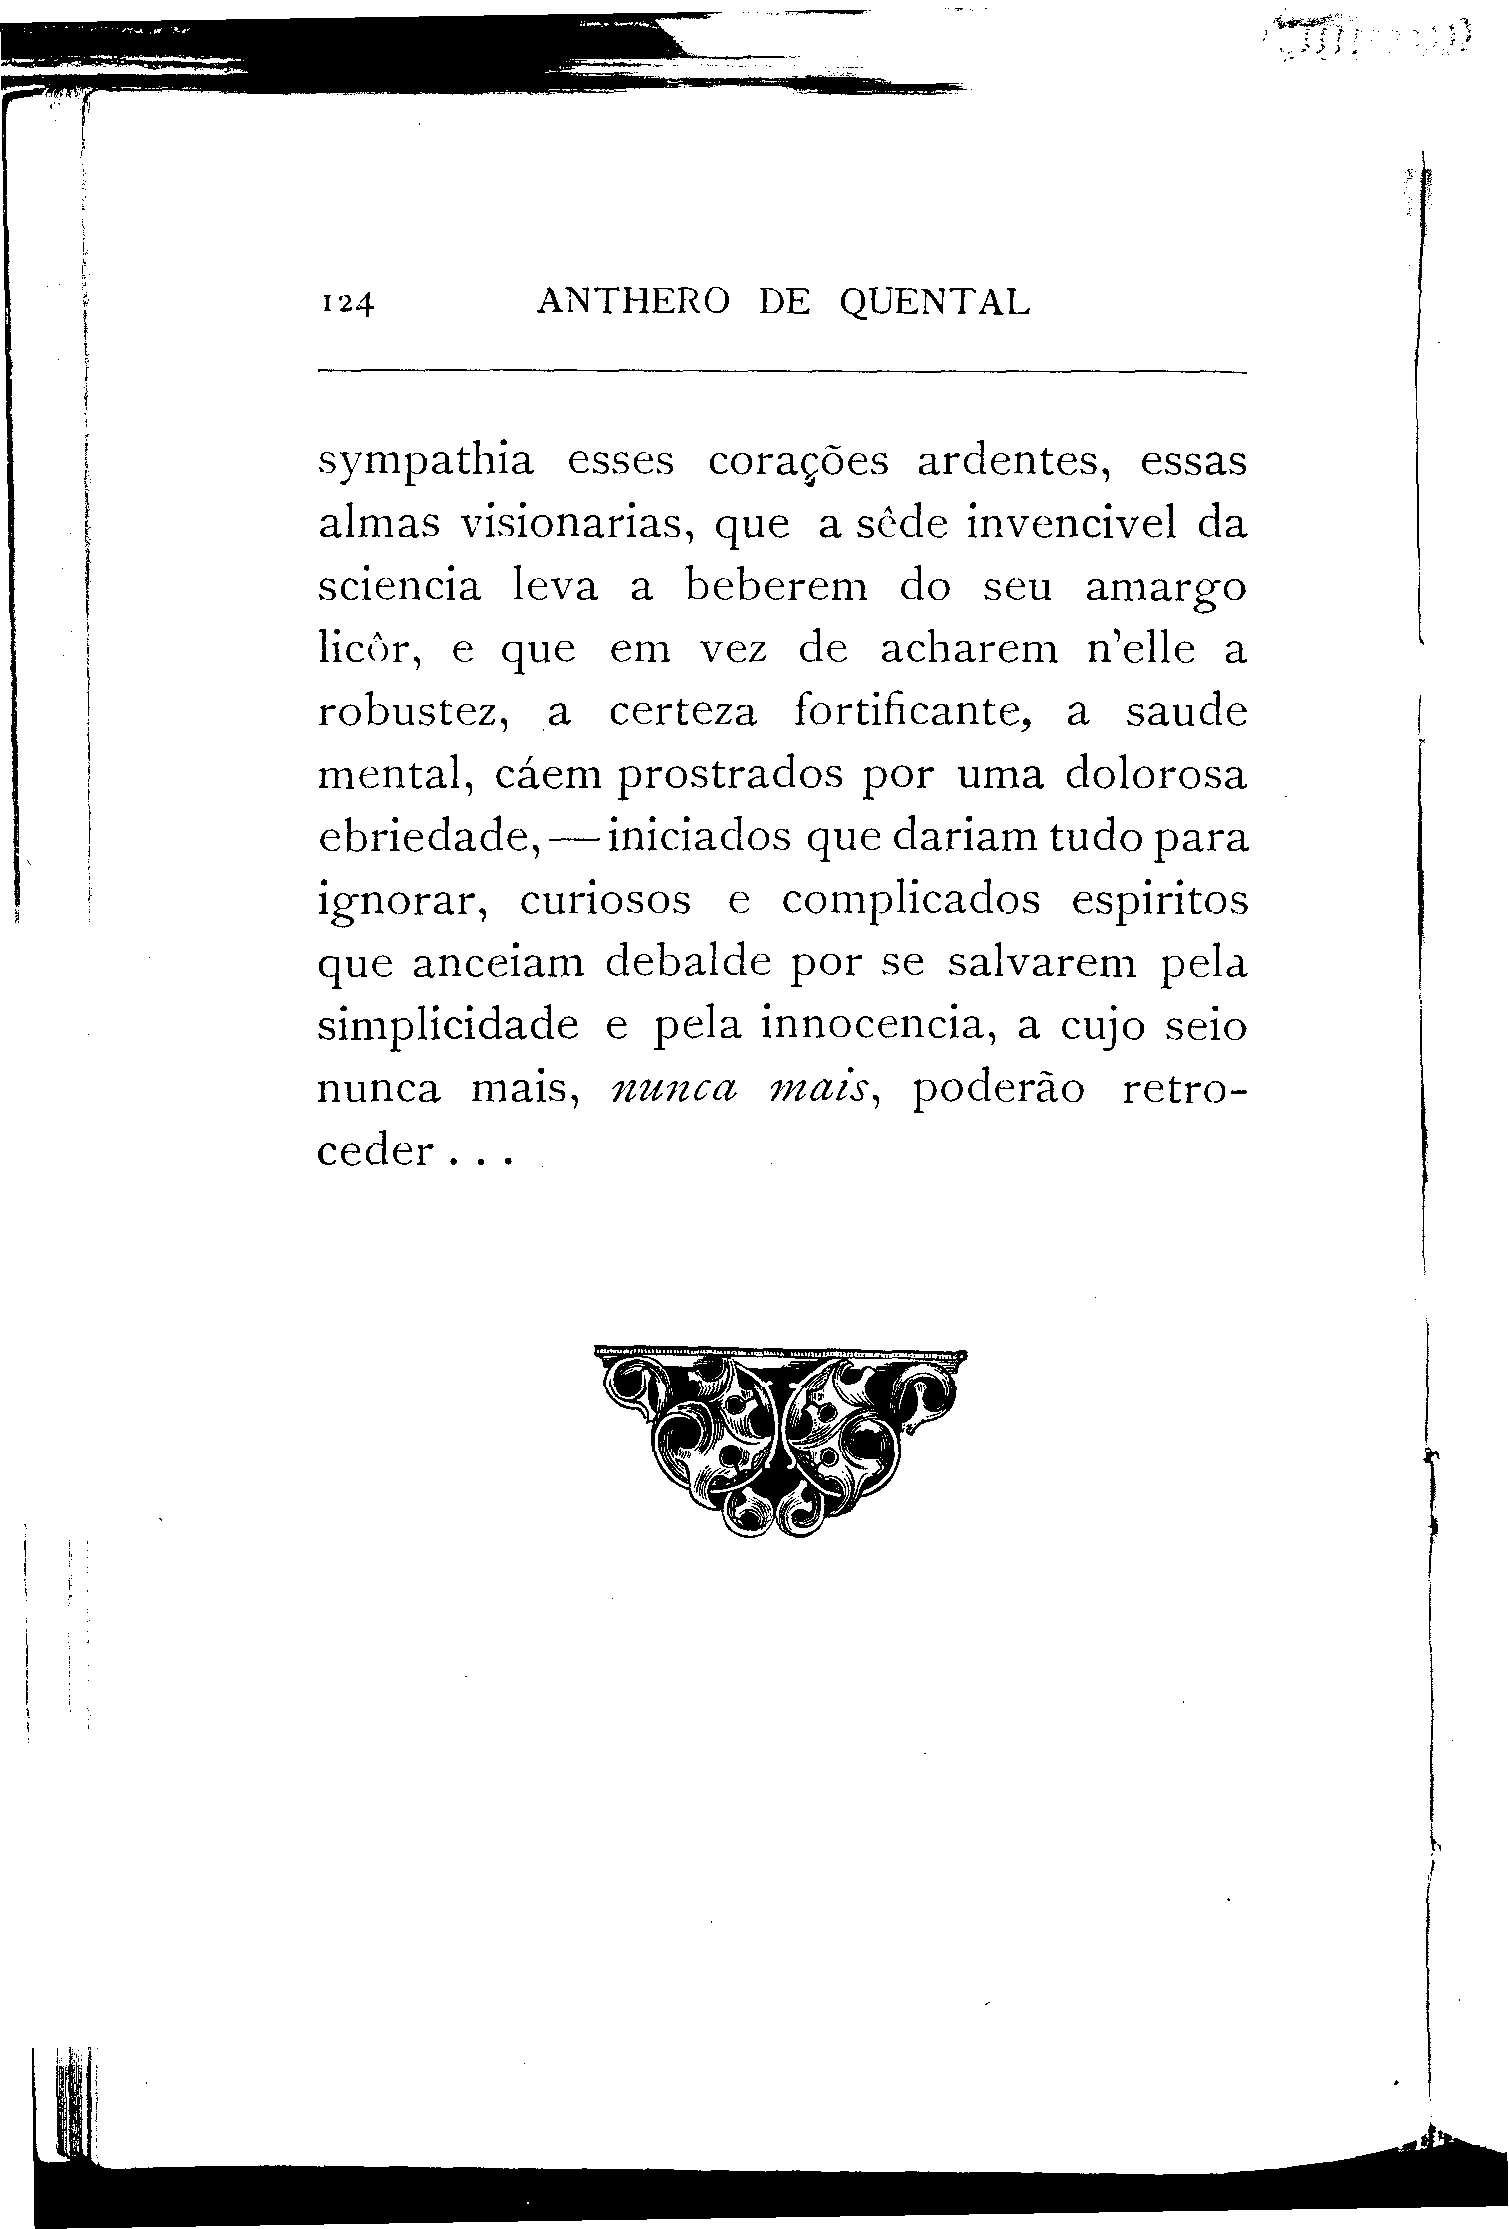 124 ANTHERO DE QUENTAL
sympathia esses corações ardentes, essas
almas visionarias, que a sêde invencivel da
sciencia leva a beberem do seu amargo
licôr, e que em vez de acharem n'elle a
robustez, a certeza fortificante, a saude
mental, cáem prostrados por uma dolorosa
ebriedade,—iniciados que dariam tudo para
ignorar, curiosos e complicados espiritos
que anceiam debalde por se salvarem pela
simplicidade e pela innocencia, a cujo seio
nunca mais, nunca mais, poderão retro-
ceder . . .